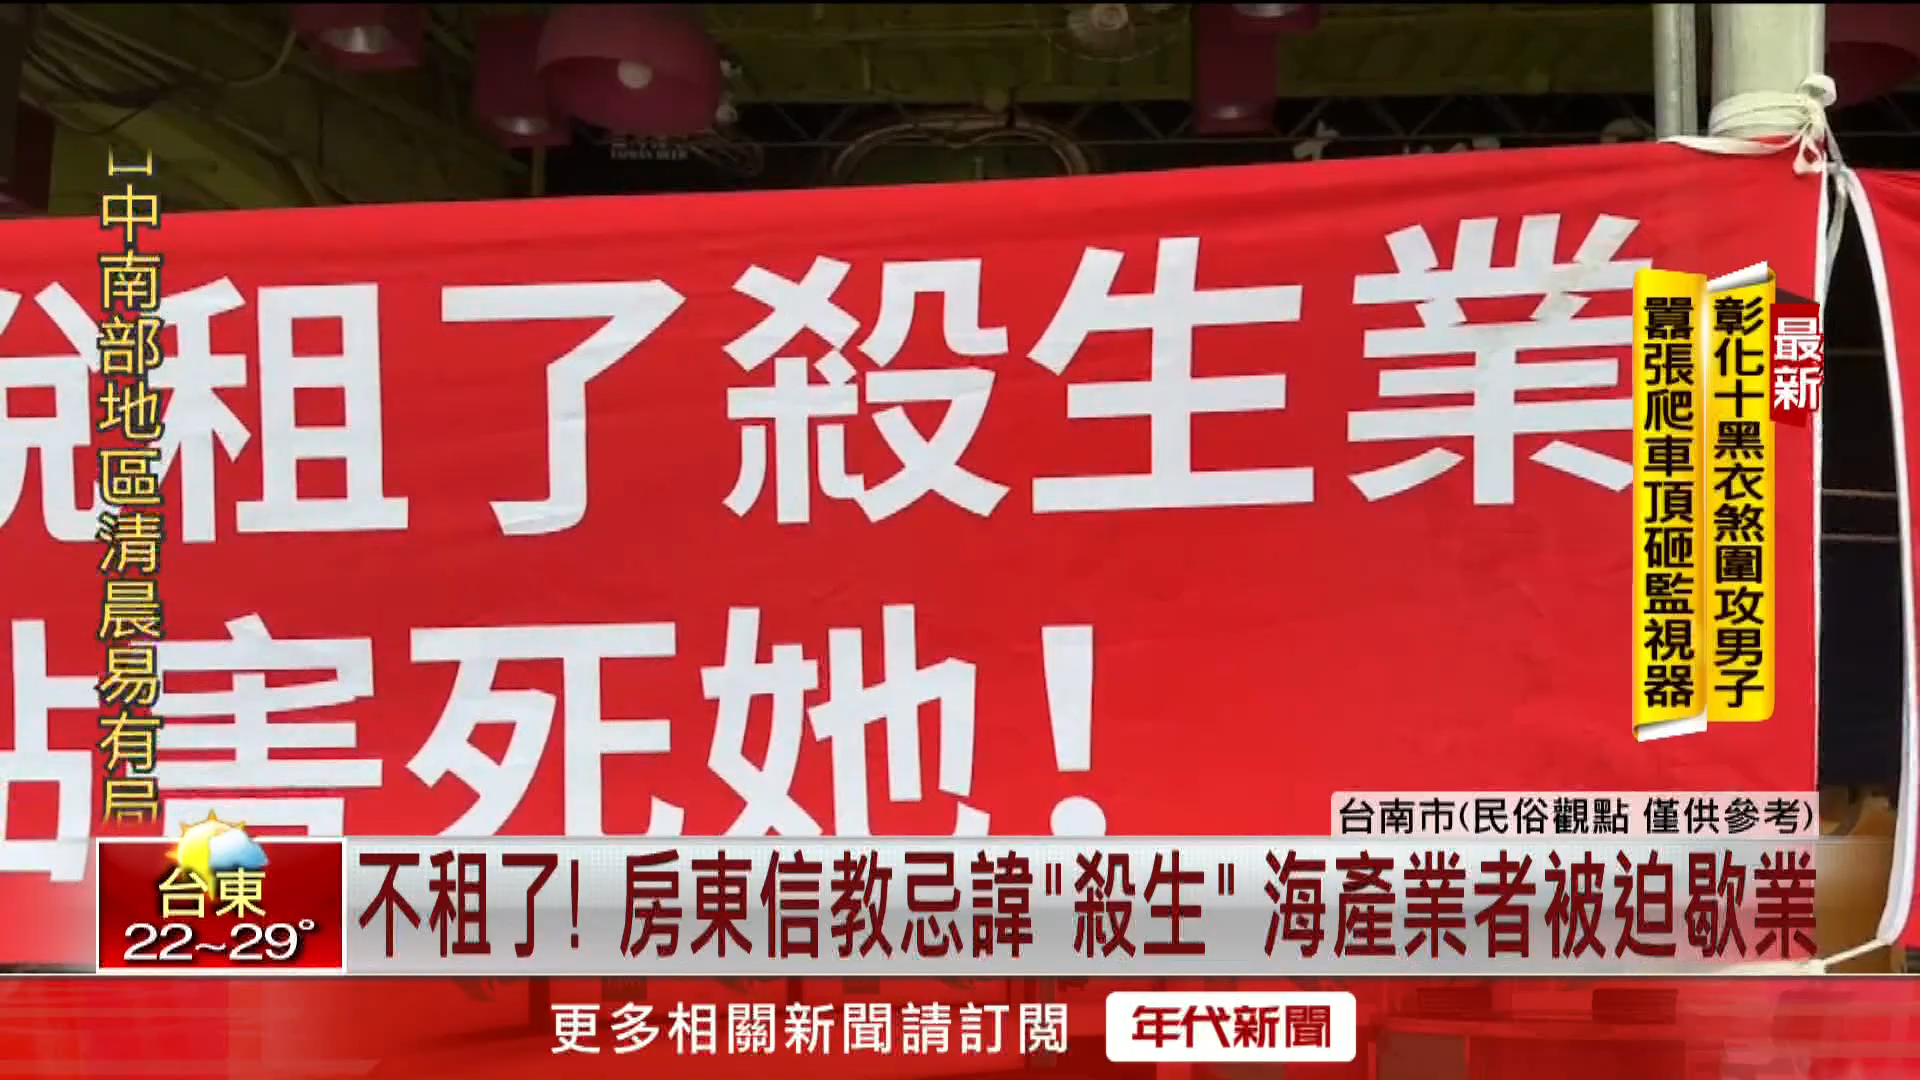 TAIWAN BEER
說租了殺生業
點害死她!
中南部地區清晨易有局
最新
彰化十黑衣煞圍攻男子
囂張爬車頂砸監視器
台南市(民俗觀點 僅供參考)
台東
22~29°
不租了! 房東信教忌諱"殺生" 海產業者被迫歇業
更多相關新聞請訂閱 年代新聞